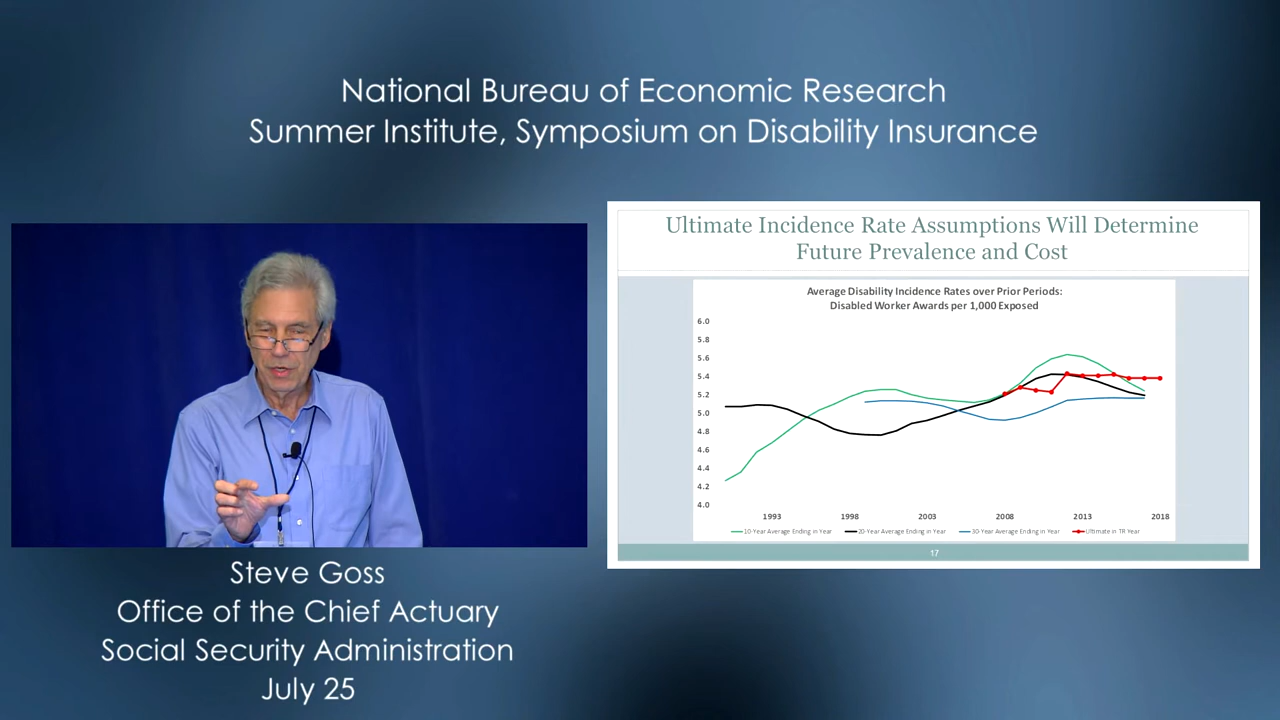 National Bureau of Economic Research
Summer Institute, Symposium on Disability Insurance
Ultimate Incidence Rate Assumptions Will Determine
Future Prevalence and Cost
Average Disability Incidence Rates over Prior Periods:
Disabled Worker Awards per 1,000 Exposed
6.0
5.8
5.6
5.4
5.2
5.0
4.8
4.6
4.4
4.2
4.0
1993 1998 2003 2008 2013 2018
10-Year Average Ending in Year 20-Year Average Ending in Year 30-Year Average Ending in Year Ultimate in TR Year
17
Steve Goss
Office of the Chief Actuary
Social Security Administration
July 25